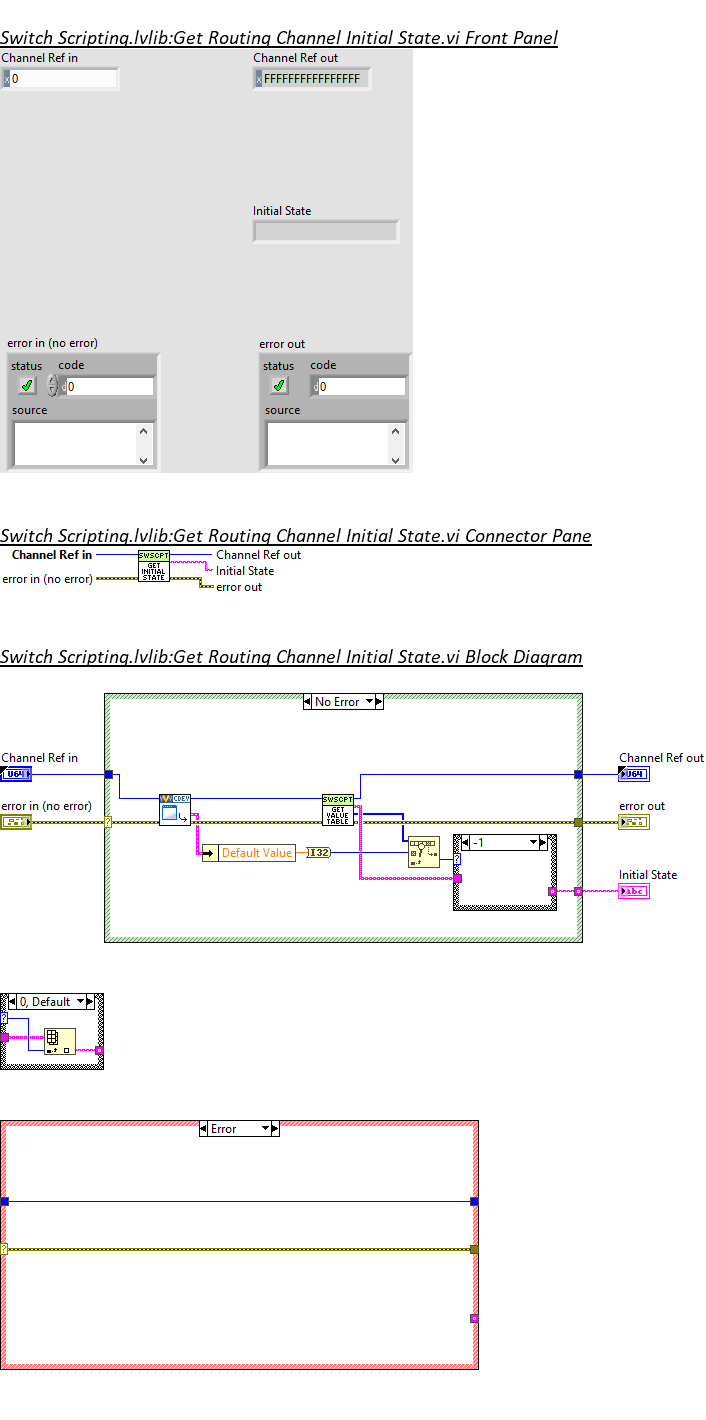 Switch Scripting.lvlib:Get Routing Channel Initial State.vi Front Panel
Channel Ref in
x 0
Channel Ref out
x FFFFFFFFFFFFFFFF
Initial State
error in (no error)
status code
d 0
source
error out
status code
d 0
source
Switch Scripting.lvlib:Get Routing Channel Initial State.vi Connector Pane
Channel Ref in
error in (no error)
SWSCPT
GET
INITIAL
STATE
Channel Ref out
Initial State
error out
Switch Scripting.lvlib:Get Routing Channel Initial State.vi Block Diagram
No Error
Channel Ref in
U64
error in (no error)
?
CDEV
Default Value
I32
SWSCPT
GET
VALUE
TABLE
-1
?
Channel Ref out
U64
error out
Initial State
abc
0, Default
?
Error
?